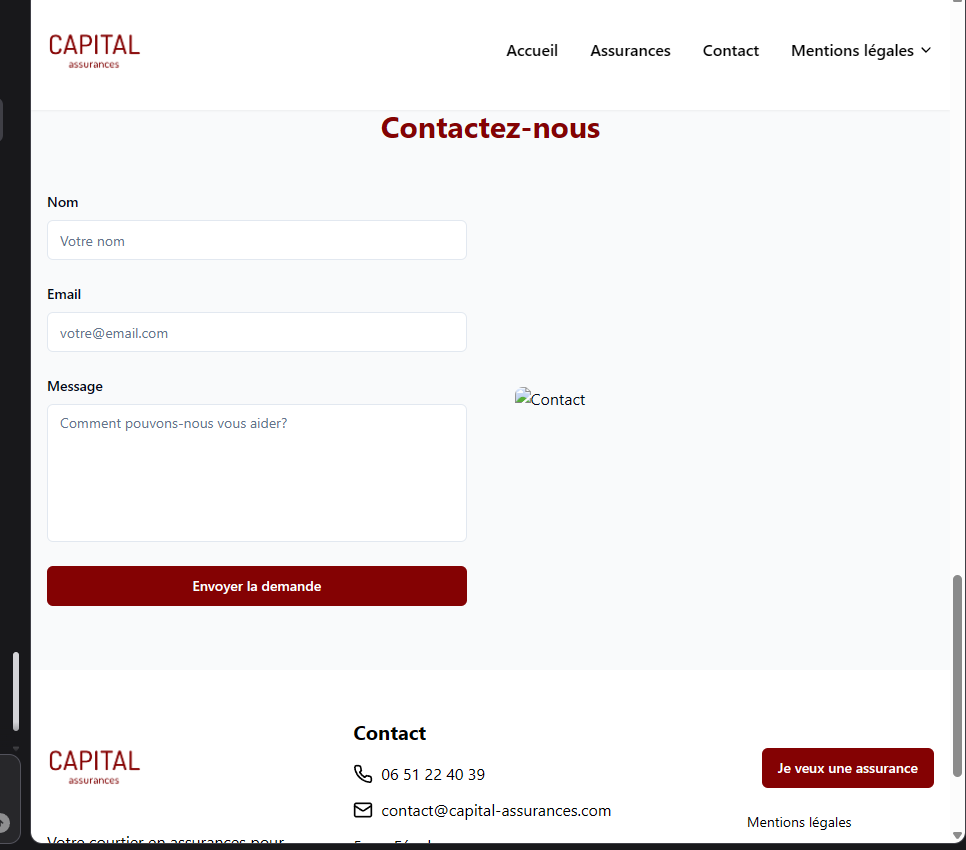 CAPITAL
assurances
Accueil Assurances Contact Mentions légales
Contactez-nous
Nom
Votre nom
Email
votre@email.com
Message
Comment pouvons-nous vous aider?
Contact
Envoyer la demande
CAPITAL
assurances
Contact
06 51 22 40 39
contact@capital-assurances.com
Je veux une assurance
Mentions légales
Votre courtier en assurances pour